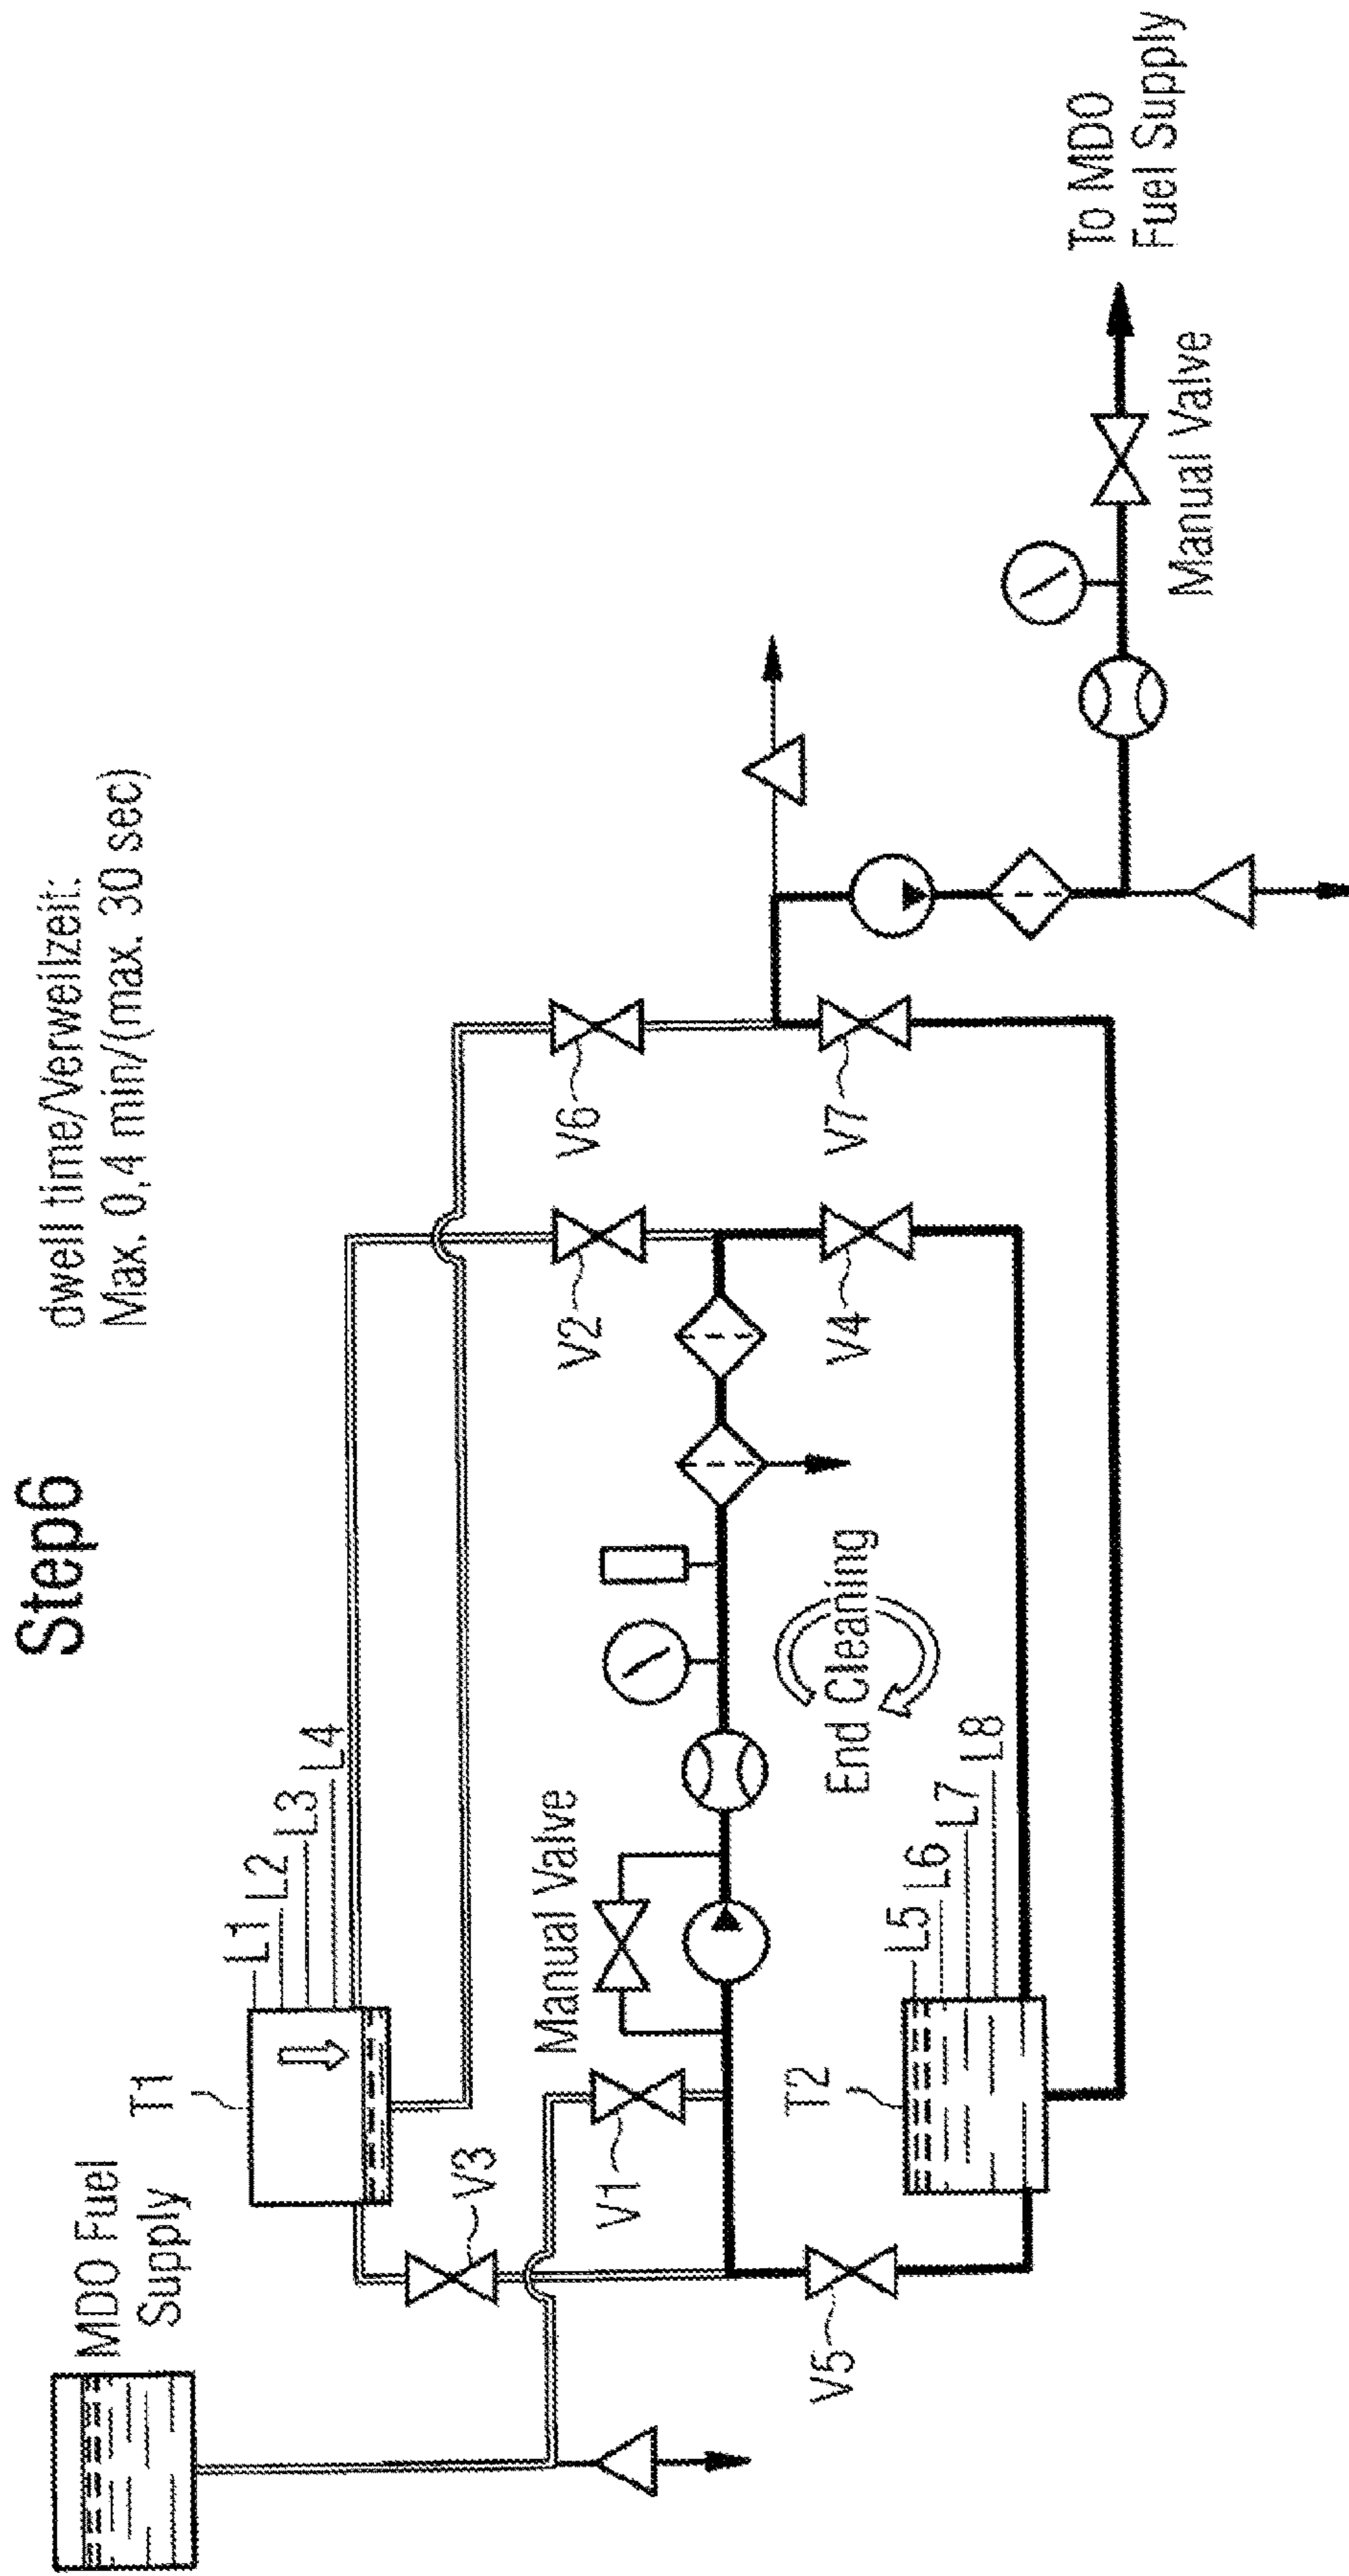 Step6
dwell time/Verweilzeit:
Max. 0,4 min/(max. 30 sec)
MDO Fuel
Supply
T1
L1
L2
L3
L4
V3
V1
Manual Valve
V2
V6
End Cleaning
V5
T2
L5
L6
L7
L8
V4
V7
To MDO
Fuel Supply
Manual Valve